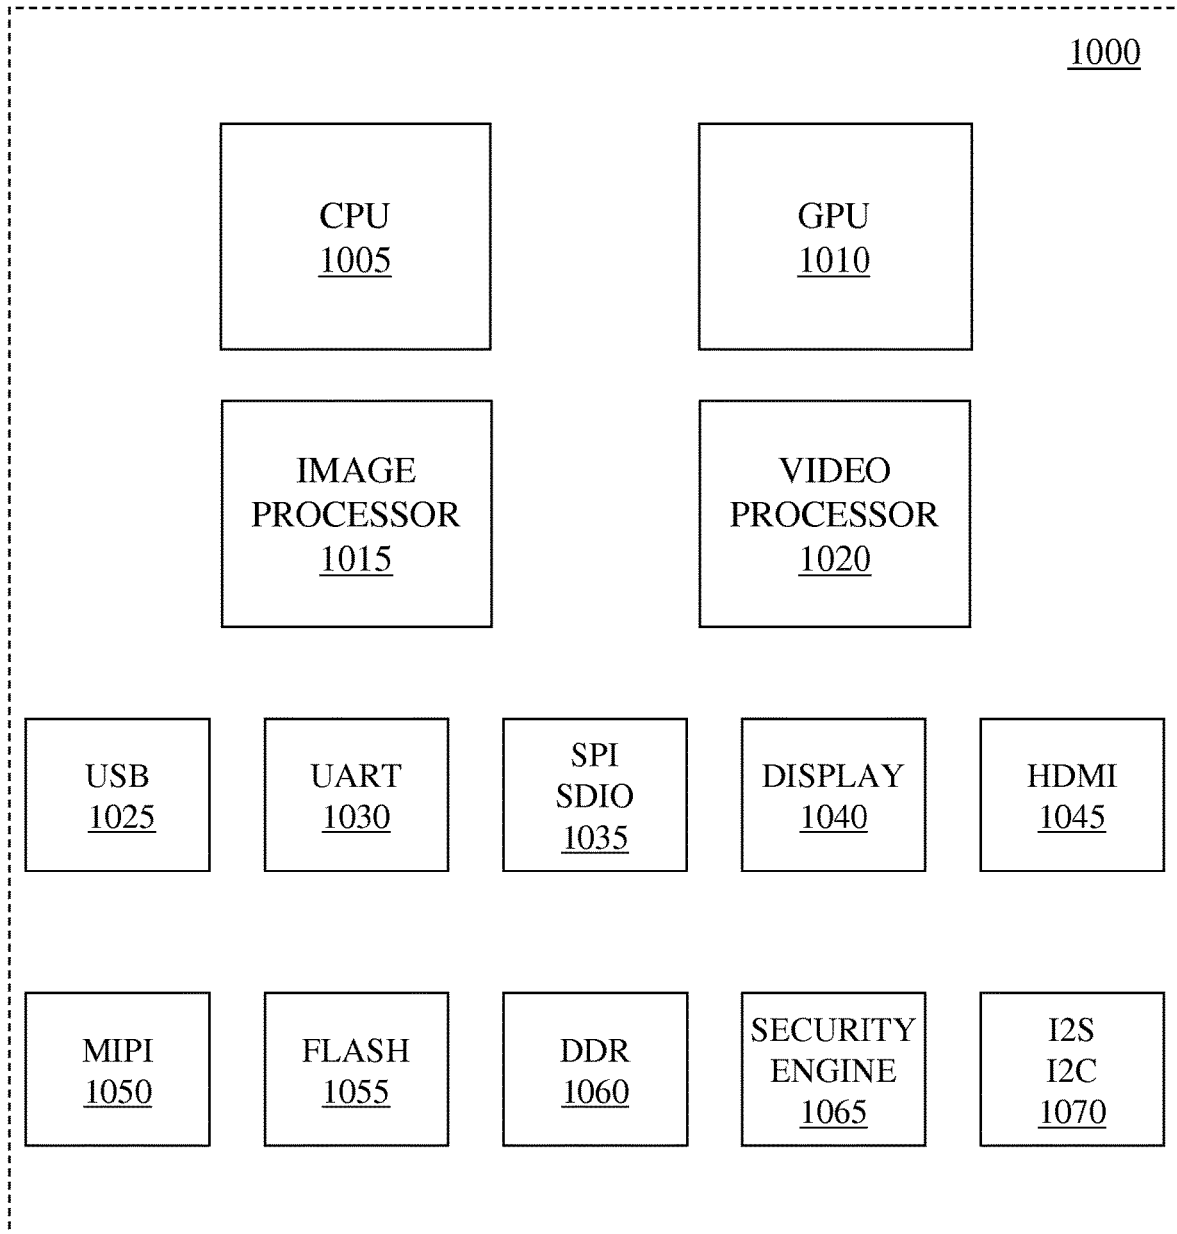 1000
CPU
1005
GPU
1010
IMAGE
PROCESSOR
1015
VIDEO
PROCESSOR
1020
USB
1025
UART
1030
SPI
SDIO
1035
DISPLAY
1040
HDMI
1045
MIPI
1050
FLASH
1055
DDR
1060
SECURITY
ENGINE
1065
I2S
I2C
1070